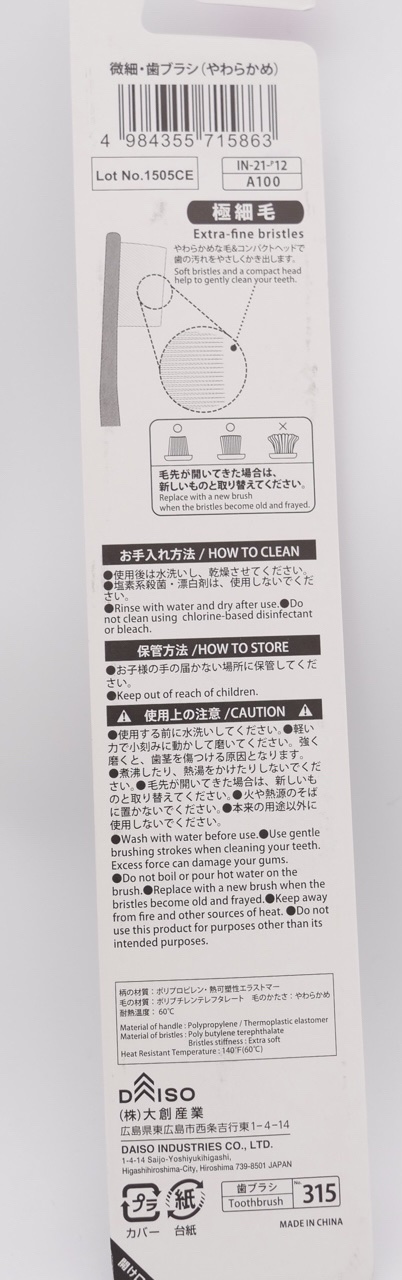 微細・歯ブラシ(やわらかめ)
4 984355 715863
Lot No.1505CE
IN-21-ｱ12
A100
極細毛
Extra-fine bristles
やわらかめな毛&コンパクトヘッドで
歯の汚れをやさしくかき出します。
Soft bristles and a compact head
help to gently clean your teeth.
○ ○ ×
毛先が開いてきた場合は、
新しいものと取り替えてください。
Replace with a new brush
when the bristles become old and frayed.
お手入れ方法 / HOW TO CLEAN
●使用後は水洗いし、乾燥させてください。
●塩素系殺菌・漂白剤は、使用しないでくだ
さい。
●Rinse with water and dry after use.●Do
not clean using chlorine-based disinfectant
or bleach.
保管方法 /HOW TO STORE
●お子様の手の届かない場所に保管してくだ
さい。
●Keep out of reach of children.
使用上の注意 /CAUTION
●使用する前に水洗いしてください。●軽い
力で小刻みに動かして磨いてください。強く
磨くと、歯茎を傷つける原因となります。
●煮沸したり、熱湯をかけたりしないでくだ
さい。●毛先が開いてきた場合は、新しいも
のと取り替えてください。●火や熱源のそば
に置かないでください。●本来の用途以外に
使用しないでください。
●Wash with water before use.●Use gentle
brushing strokes when cleaning your teeth.
Excess force can damage your gums.
●Do not boil or pour hot water on the
brush.●Replace with a new brush when the
bristles become old and frayed.●Keep away
from fire and other sources of heat. ●Do not
use this product for purposes other than its
intended purposes.
柄の材質：ポリプロピレン・熱可塑性エラストマー
毛の材質：ポリブチレンテレフタレート 毛のかたさ：やわらかめ
耐熱温度：60℃
Material of handle : Polypropylene / Thermoplastic elastomer
Material of bristles : Poly butylene terephthalate
Bristles stiffness : Extra soft
Heat Resistant Temperature : 140℉(60℃)
DAISO
(株)大創産業
広島県東広島市西条吉行東1-4-14
DAISO INDUSTRIES CO., LTD.
1-4-14 Saijo-Yoshiyukihigashi,
Higashihiroshima-City, Hiroshima 739-8501 JAPAN
プラ
カバー
紙
台紙
歯ブラシ
Toothbrush
No.315
MADE IN CHINA